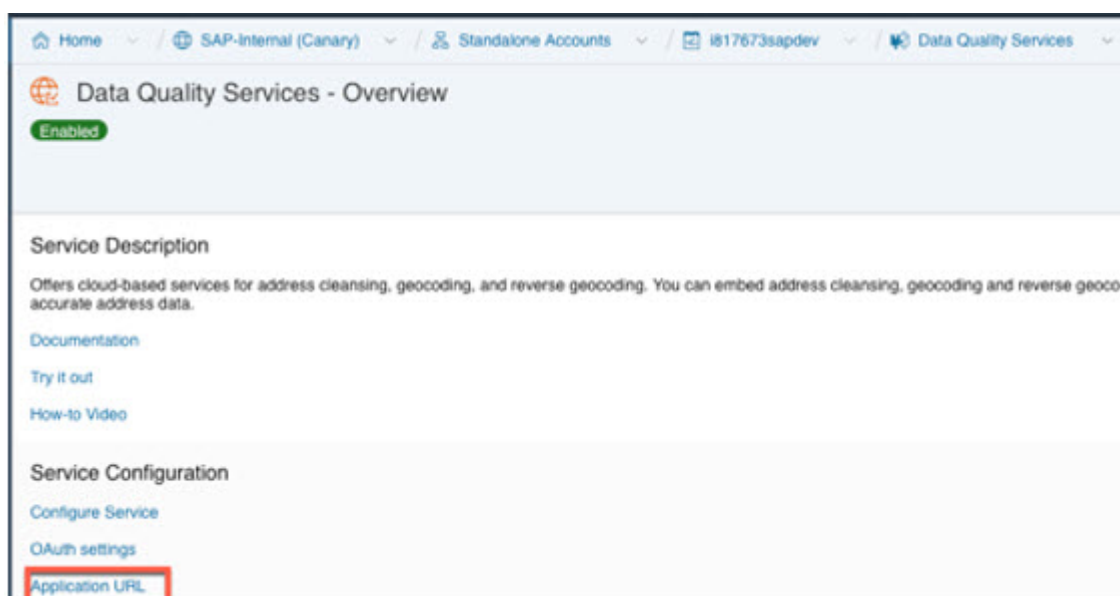 Home / SAP-Internal (Canary) / Standalone Accounts / i817673sapdev / Data Quality Services
Data Quality Services - Overview
Enabled
Service Description
Offers cloud-based services for address cleansing, geocoding, and reverse geocoding. You can embed address cleansing, geocoding and reverse geoco
accurate address data.
Documentation
Try it out
How-to Video
Service Configuration
Configure Service
OAuth settings
Application URL